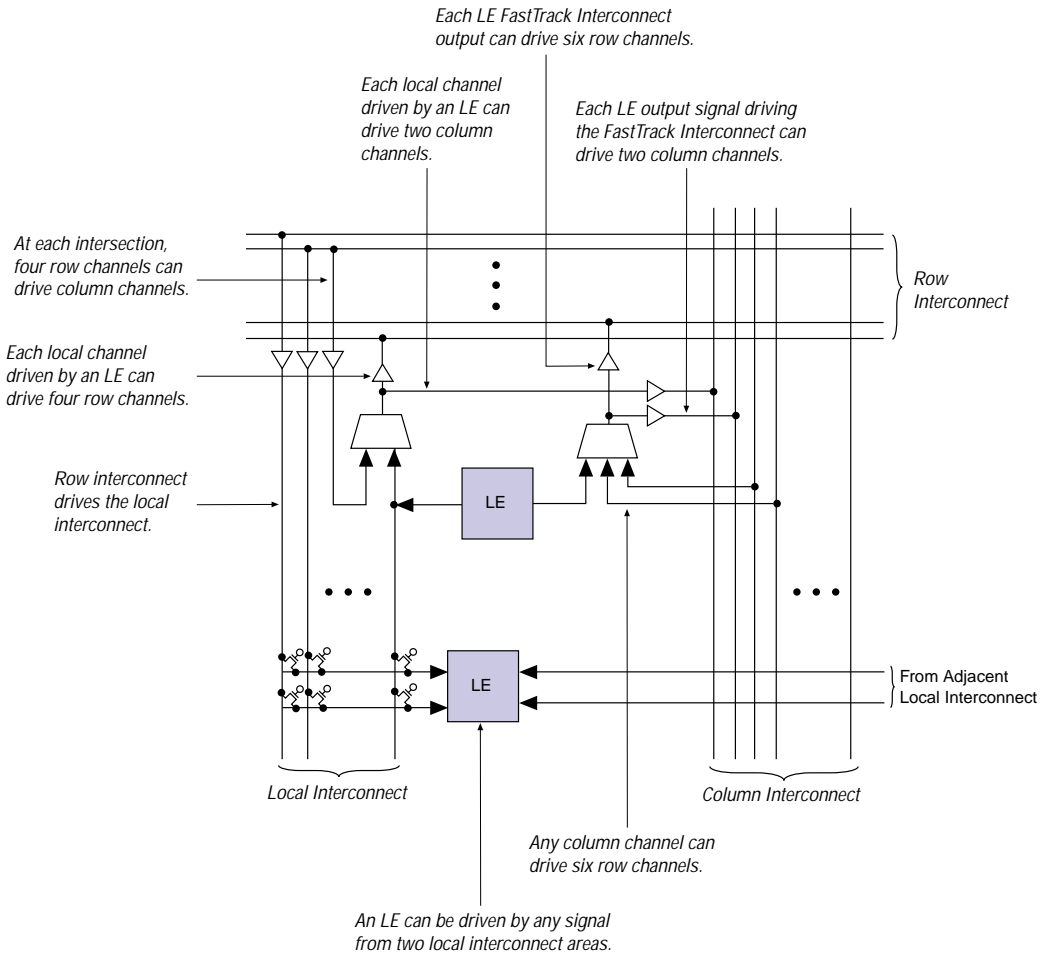 Each LE FastTrack Interconnect
output can drive six row channels.
Each local channel
driven by an LE can
drive two column
channels.
Each LE output signal driving
the FastTrack Interconnect can
drive two column channels.
At each intersection,
four row channels can
drive column channels.
Row
Interconnect
Each local channel
driven by an LE can
drive four row channels.
Row interconnect
drives the local
interconnect.
LE
LE
From Adjacent
Local Interconnect
Local Interconnect
Column Interconnect
Any column channel can
drive six row channels.
An LE can be driven by any signal
from two local interconnect areas.